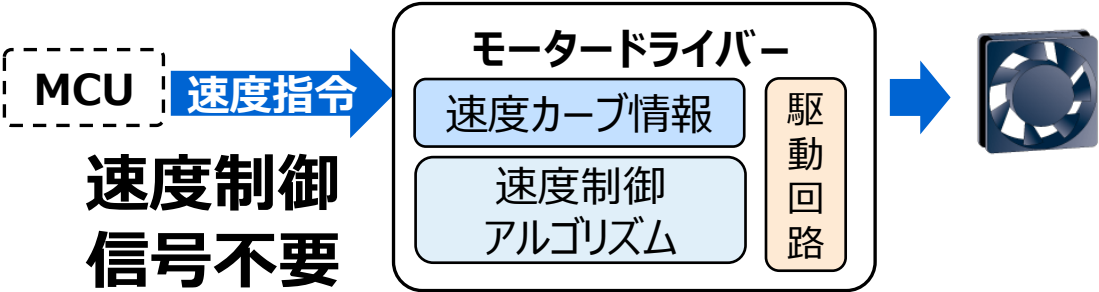 モータードライバー
MCU
速度指令
速度カーブ情報
速度制御
アルゴリズム
駆動回路
速度制御
信号不要